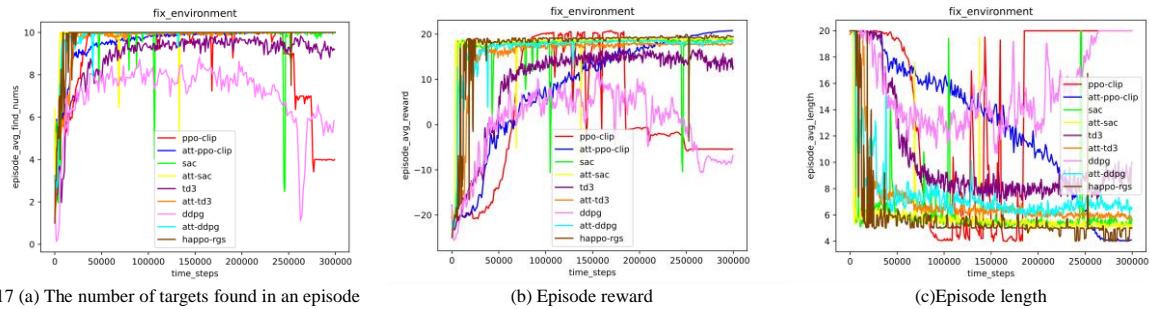 fix_environment
episode_avg_find_nums
10
8
6
4
2
0
ppo-clip
att-ppo-clip
sac
att-sac
td3
att-td3
ddpg
att-ddpg
happo-rgs
0 50000 100000 150000 200000 250000 300000
time_steps
17 (a) The number of targets found in an episode
fix_environment
episode_avg_reward
20
10
0
−10
−20
ppo-clip
att-ppo-clip
sac
att-sac
td3
att-td3
ddpg
att-ddpg
happo-rgs
0 50000 100000 150000 200000 250000 300000
time_steps
(b) Episode reward
fix_environment
episode_avg_length
20
18
16
14
12
10
8
6
4
ppo-clip
att-ppo-clip
sac
att-sac
td3
att-td3
ddpg
att-ddpg
happo-rgs
0 50000 100000 150000 200000 250000 300000
time_steps
(c)Episode length